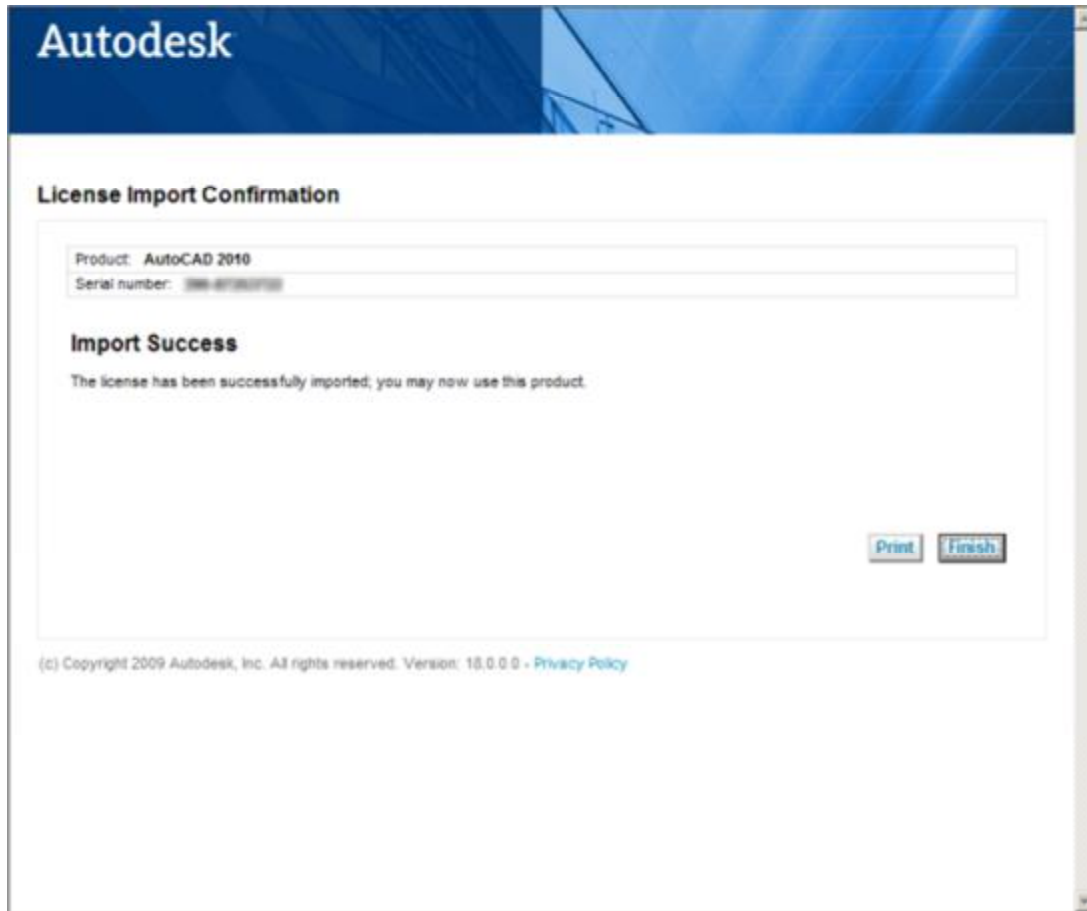 Autodesk
License Import Confirmation
Product: AutoCAD 2010
Serial number:
Import Success
The license has been successfully imported; you may now use this product.
Print Finish
(c) Copyright 2009 Autodesk, Inc. All rights reserved. Version: 18.0.0.0 - Privacy Policy